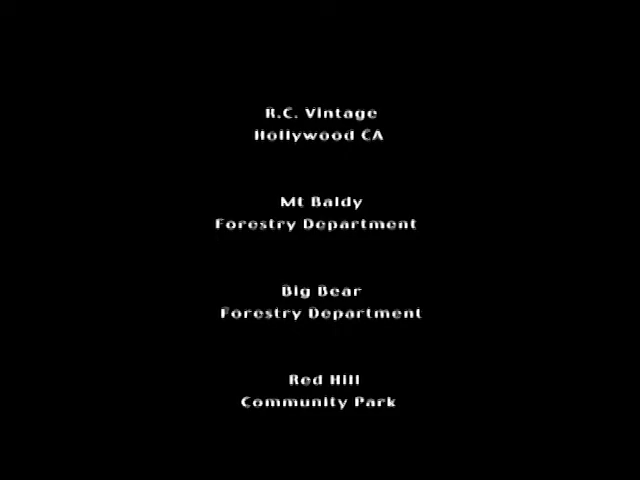 R.C. Vintage
Hollywood CA
Mt Baldy
Forestry Department
Big Bear
Forestry Department
Red Hill
Community Park